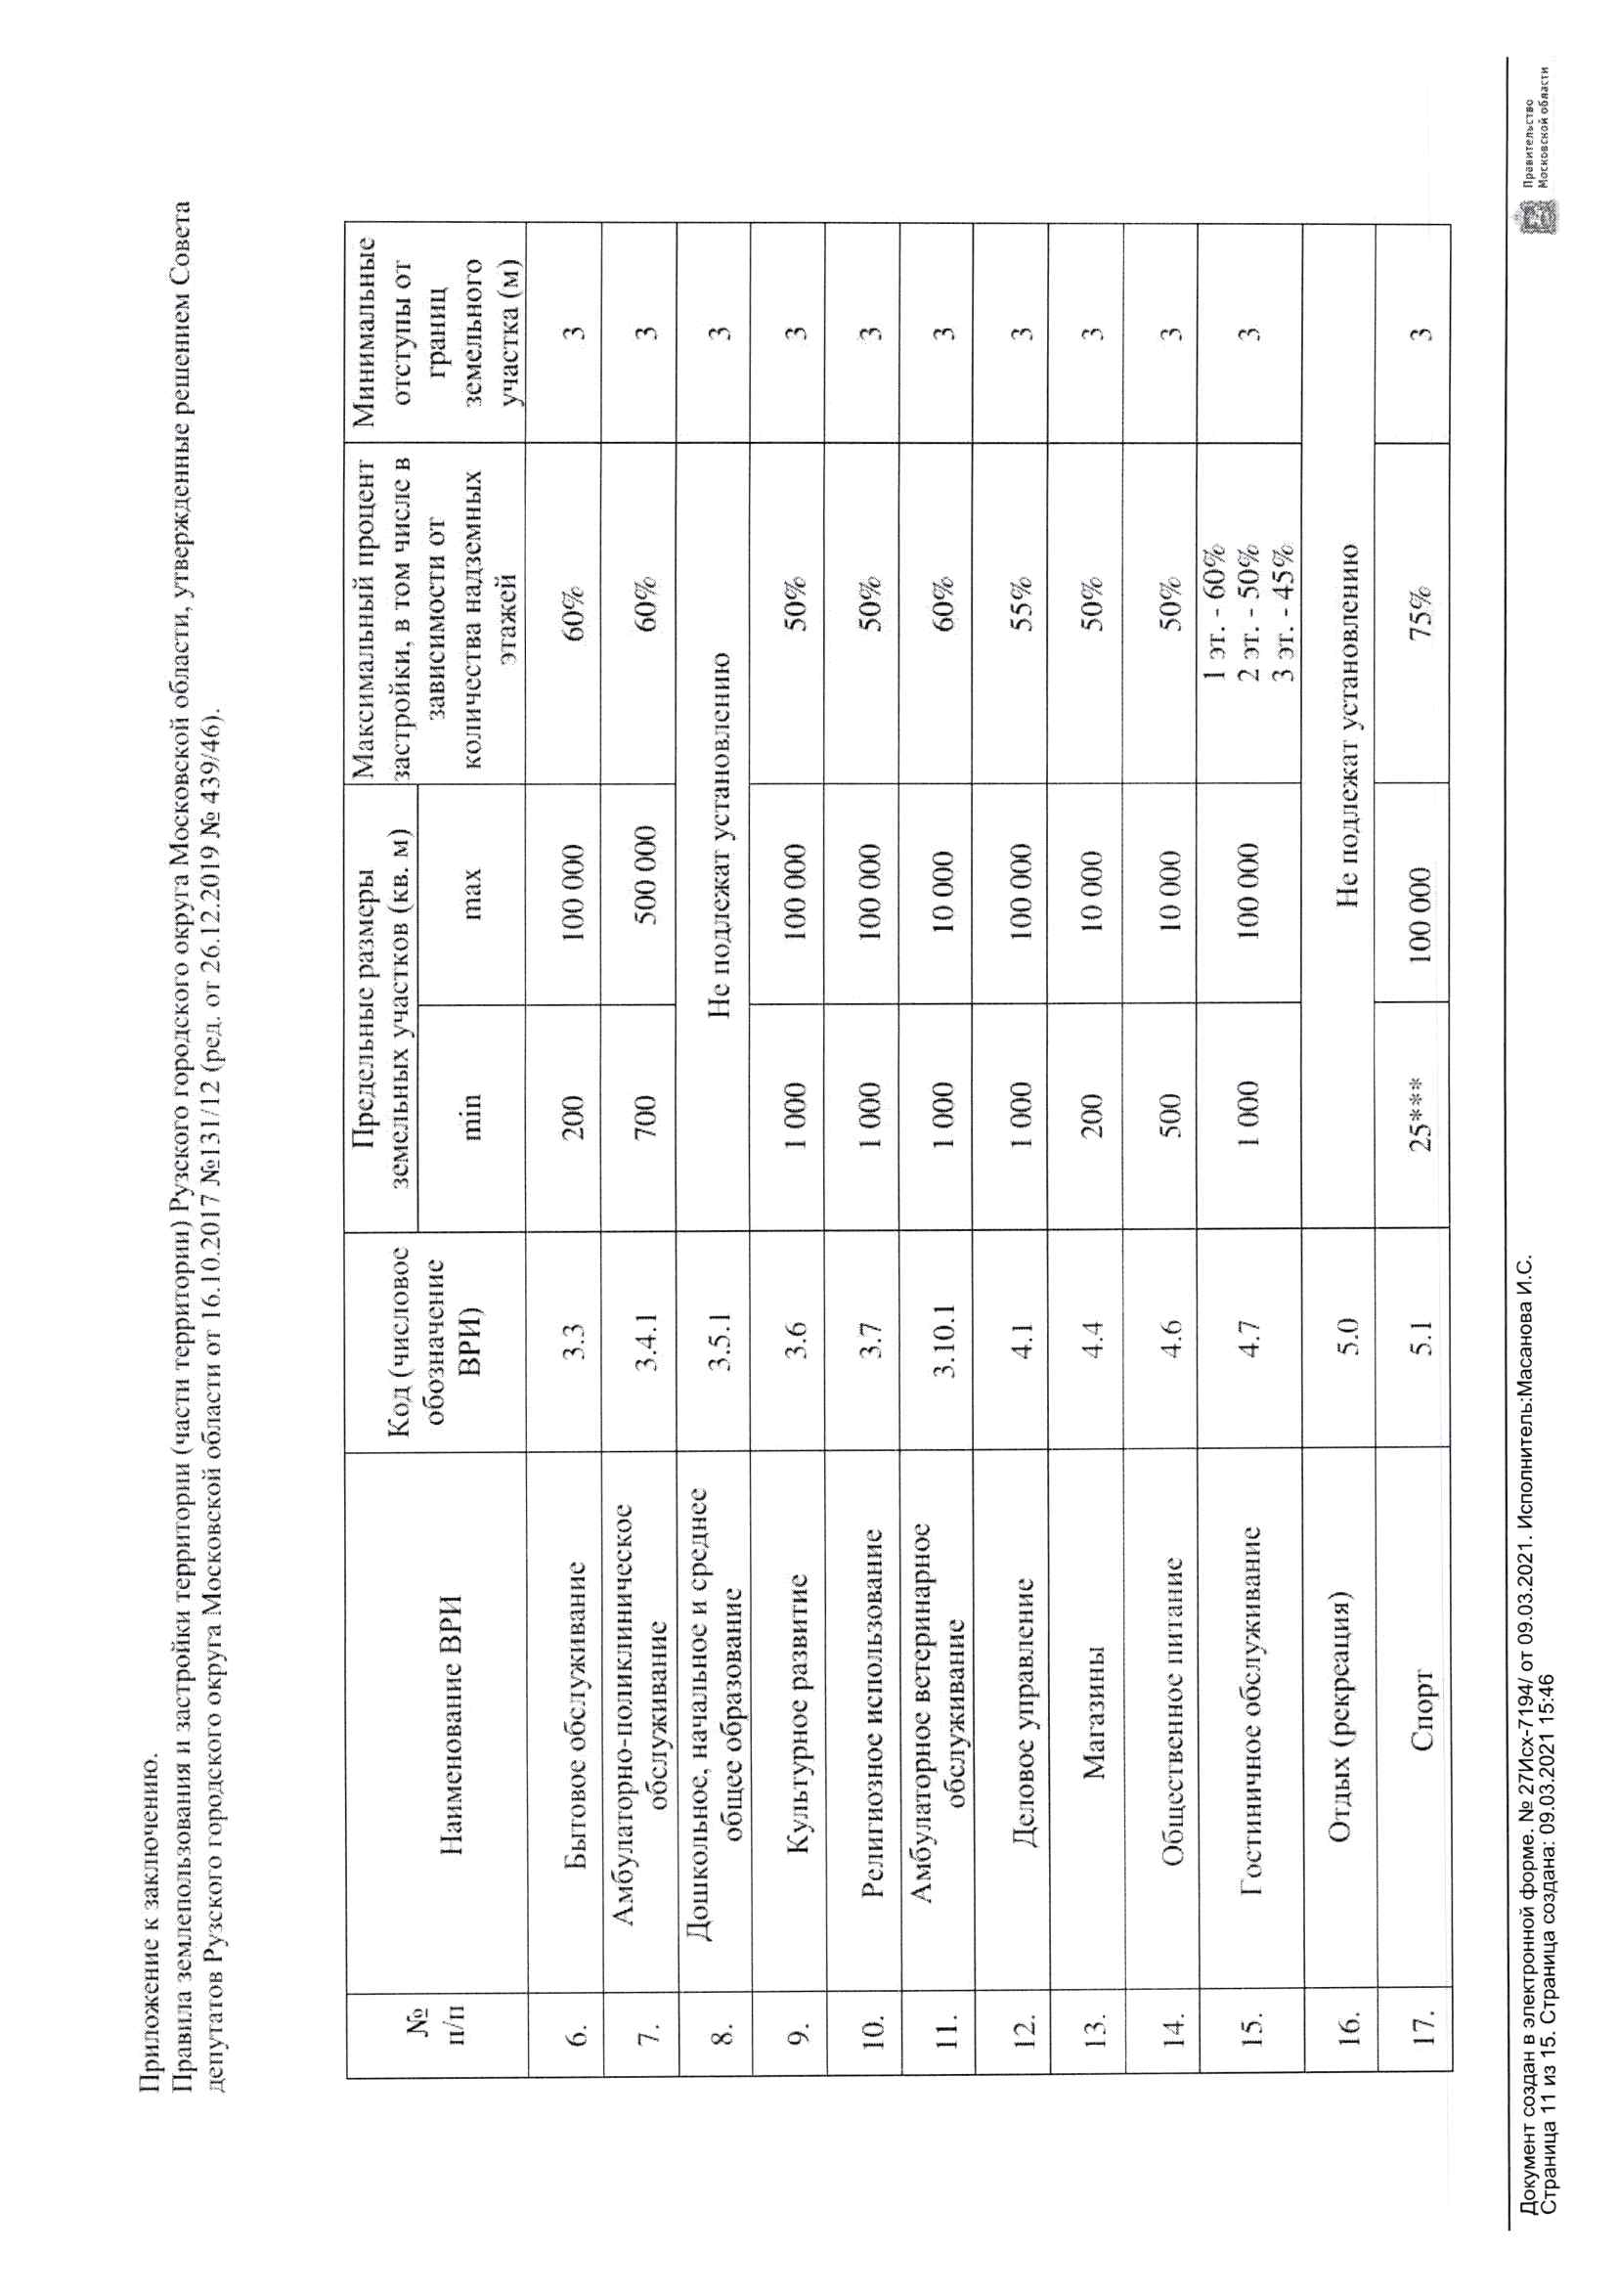 Приложение к заключению.
Правила землепользования и застройки территории (части территории) Рузского городского округа Московской области, утвержденные решением Совета
депутатов Рузского городского округа Московской области от 16.10.2017 №131/12 (ред. от 26.12.2019 № 439/46).
№
п/п
Наименование ВРИ
Код (числовое
обозначение
ВРИ)
Предельные размеры
земельных участков (кв. м)
min
max
Максимальный процент
застройки, в том числе в
зависимости от
количества надземных
этажей
Минимальные
отступы от
границ
земельного
участка (м)
6. Бытовое обслуживание 3.3 200 100 000 60% 3
7. Амбулаторно-поликлиническое
обслуживание 3.4.1 700 500 000 60% 3
8. Дошкольное, начальное и среднее
общее образование 3.5.1 Не подлежат установлению 3
9. Культурное развитие 3.6 1 000 100 000 50% 3
10. Религиозное использование 3.7 1 000 100 000 50% 3
11. Амбулаторное ветеринарное
обслуживание 3.10.1 1 000 10 000 60% 3
12. Деловое управление 4.1 1 000 100 000 55% 3
13. Магазины 4.4 200 10 000 50% 3
14. Общественное питание 4.6 500 10 000 50% 3
15. Гостиничное обслуживание 4.7 1 000 100 000 1 эт. - 60%
2 эт. - 50%
3 эт. - 45% 3
16. Отдых (рекреация) 5.0 Не подлежат установлению
17. Спорт 5.1 25*** 100 000 75% 3
Документ создан в электронной форме. № 27Исх-7194/ от 09.03.2021. Исполнитель:Масанова И.С.
Страница 11 из 15. Страница создана: 09.03.2021 15:46
Правительство
Московской области